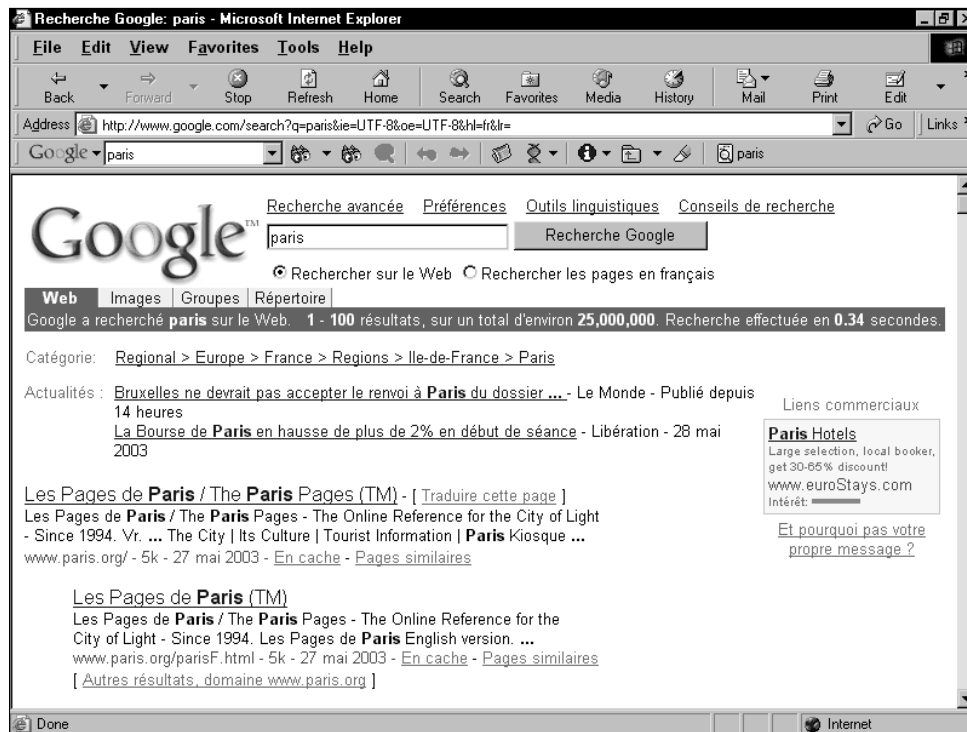 Recherche Google: paris - Microsoft Internet Explorer
File Edit View Favorites Tools Help
Back Forward Stop Refresh Home Search Favorites Media History Mail Print Edit
Address http://www.google.com/search?q=paris&ie=UTF-8&oe=UTF-8&hl=fr&lr= Go Links
Google paris paris
Recherche avancée Préférences Outils linguistiques Conseils de recherche
Google™ paris Recherche Google
Rechercher sur le Web Rechercher les pages en français
Web Images Groupes Répertoire
Google a recherché paris sur le Web. 1 - 100 résultats, sur un total d'environ 25,000,000. Recherche effectuée en 0.34 secondes.
Catégorie: Regional > Europe > France > Regions > Ile-de-France > Paris
Actualités : Bruxelles ne devrait pas accepter le renvoi à Paris du dossier ... - Le Monde - Publié depuis
14 heures
La Bourse de Paris en hausse de plus de 2% en début de séance - Libération - 28 mai
2003
Liens commerciaux
Paris Hotels
Large selection, local booker,
get 30-65% discount!
www.euroStays.com
Intérêt:
Et pourquoi pas votre
propre message ?
Les Pages de Paris / The Paris Pages (TM) - [ Traduire cette page ]
Les Pages de Paris / The Paris Pages - The Online Reference for the City of Light
- Since 1994. Vr. ... The City | Its Culture | Tourist Information | Paris Kiosque ...
www.paris.org/ - 5k - 27 mai 2003 - En cache - Pages similaires
Les Pages de Paris (TM)
Les Pages de Paris / The Paris Pages - The Online Reference for the
City of Light - Since 1994. Les Pages de Paris English version. ...
www.paris.org/parisF.html - 5k - 27 mai 2003 - En cache - Pages similaires
[ Autres résultats, domaine www.paris.org ]
Done Internet